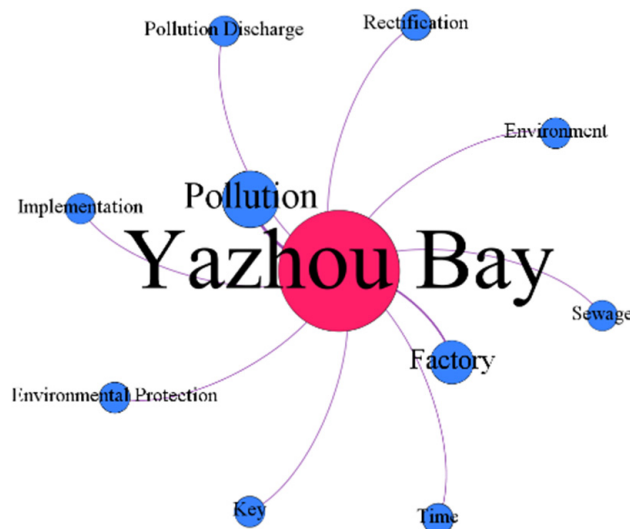 Pollution Discharge
Rectification
Environment
Pollution
Implementation
Yazhou Bay
Sewage
Factory
Environmental Protection
Key
Time